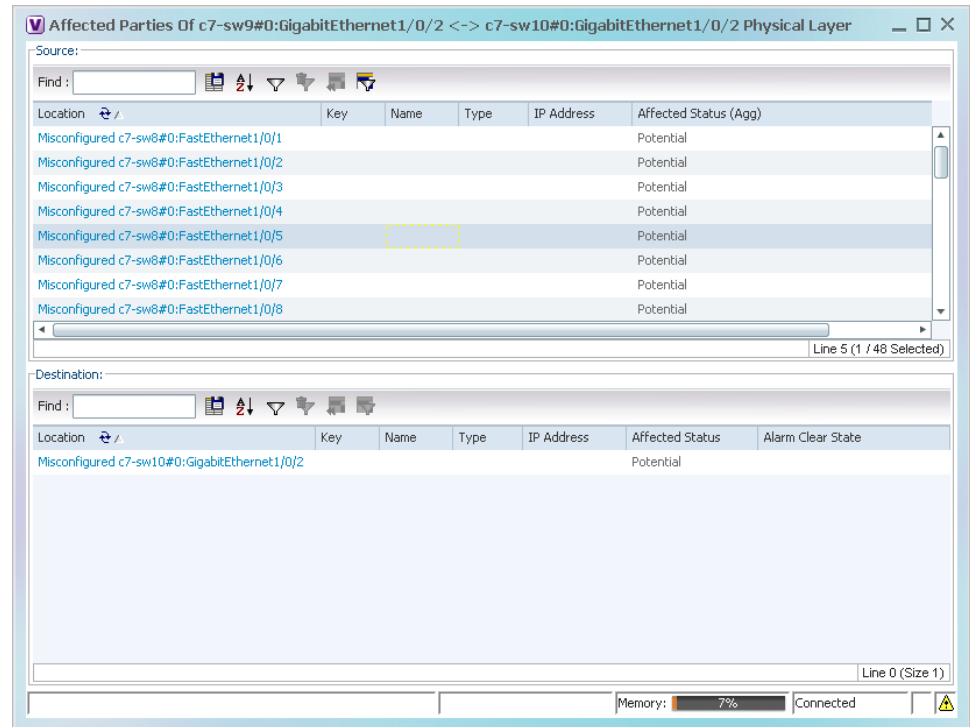 V Affected Parties Of c7-sw9#0:GigabitEthernet1/0/2 <-> c7-sw10#0:GigabitEthernet1/0/2 Physical Layer
Source:
Find :
Location Key Name Type IP Address Affected Status (Agg)
Misconfigured c7-sw8#0:FastEthernet1/0/1 Potential
Misconfigured c7-sw8#0:FastEthernet1/0/2 Potential
Misconfigured c7-sw8#0:FastEthernet1/0/3 Potential
Misconfigured c7-sw8#0:FastEthernet1/0/4 Potential
Misconfigured c7-sw8#0:FastEthernet1/0/5 Potential
Misconfigured c7-sw8#0:FastEthernet1/0/6 Potential
Misconfigured c7-sw8#0:FastEthernet1/0/7 Potential
Misconfigured c7-sw8#0:FastEthernet1/0/8 Potential
Line 5 (1 / 48 Selected)
Destination:
Find :
Location Key Name Type IP Address Affected Status Alarm Clear State
Misconfigured c7-sw10#0:GigabitEthernet1/0/2 Potential
Line 0 (Size 1)
Memory: 7% Connected